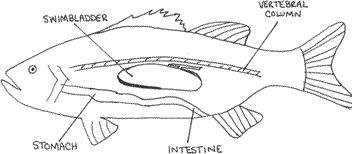 SWIMBLADDER
VERTEBRAL
COLUMN
STOMACH
INTESTINE